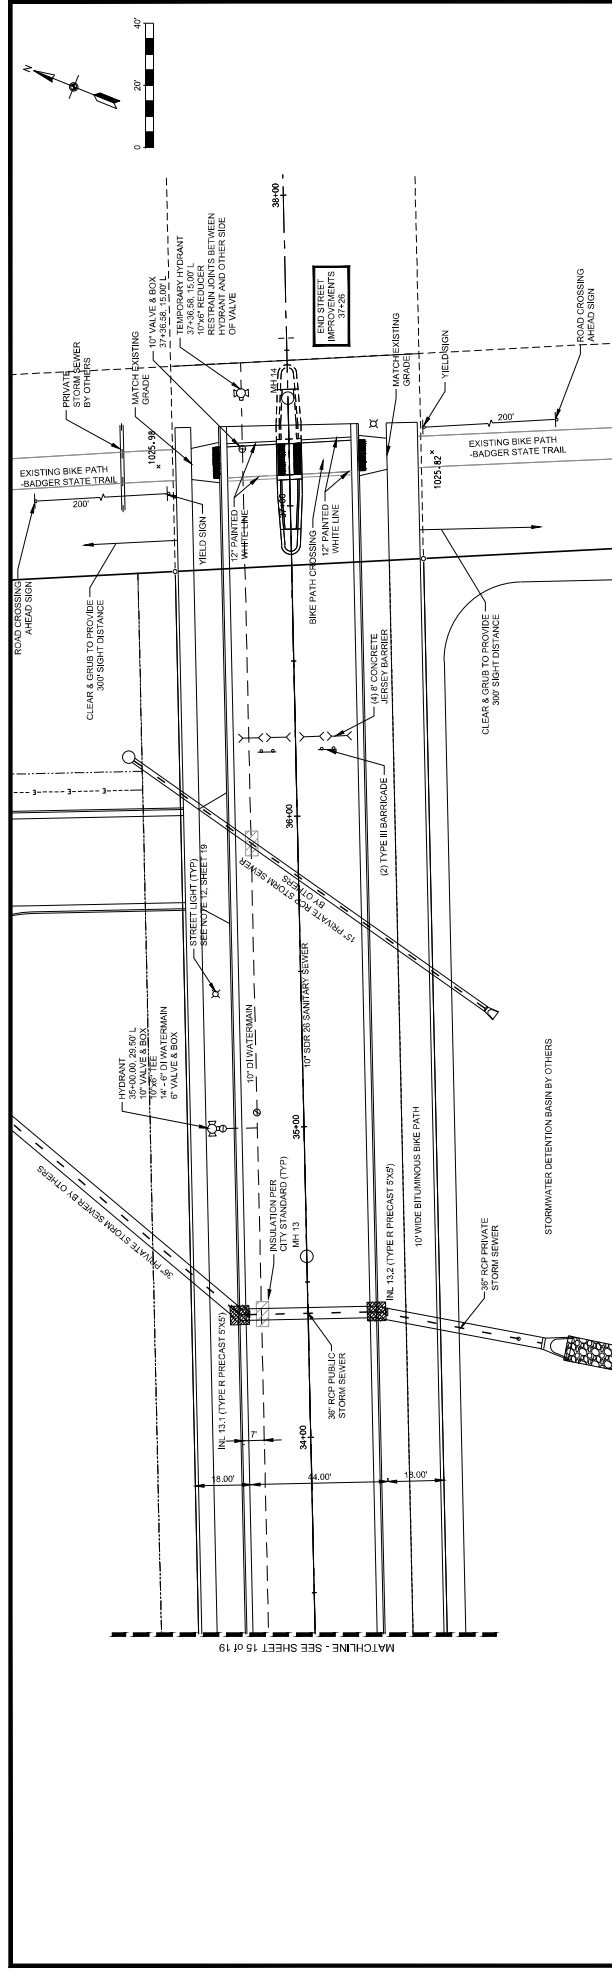 N
0
20'
40'
PRIVATE
STORM SEWER
BY OTHERS
MATCH EXISTING
GRADE
10" VALVE & BOX
37+36.58, 15.00' L
TEMPORARY HYDRANT
37+36.58, 15.00' L
10"x6" REDUCER
RESTRAIN JOINTS BETWEEN
HYDRANT AND OTHER SIDE
OF VALVE
38+00
END STREET
IMPROVEMENTS
37+26
MH 14
MATCH EXISTING
GRADE
YIELD SIGN
ROAD CROSSING
AHEAD SIGN
200'
EXISTING BIKE PATH
-BADGER STATE TRAIL
1025.82
1025.98
EXISTING BIKE PATH
-BADGER STATE TRAIL
200'
ROAD CROSSING
AHEAD SIGN
YIELD SIGN
12" PAINTED
WHITE LINE
37+00
BIKE PATH CROSSING
12" PAINTED
WHITE LINE
CLEAR & GRUB TO PROVIDE
300' SIGHT DISTANCE
CLEAR & GRUB TO PROVIDE
300' SIGHT DISTANCE
(4) 8' CONCRETE
JERSEY BARRIER
(2) TYPE III BARRICADE
36+00
15" PRIVATE RCP STORM SEWER
BY OTHERS
STREET LIGHT (TYP)
SEE NOTE 12, SHEET 19
HYDRANT
35+00.00, 29.50' L
10" VALVE & BOX
10"x6" TEE
14' - 6" DI WATERMAIN
6" VALVE & BOX
10" DI WATERMAIN
10" SDR 26 SANITARY SEWER
35+00
36" PRIVATE STORM SEWER BY OTHERS
INSULATION PER
CITY STANDARD (TYP)
MH 13
INL 13.1 (TYPE R PRECAST 5'X5')
INL 13.2 (TYPE R PRECAST 5'X5')
10' WIDE BITUMINOUS BIKE PATH
STORMWATER DETENTION BASIN BY OTHERS
36" RCP PRIVATE
STORM SEWER
36" RCP PUBLIC
STORM SEWER
34+00
7'
18.00'
44.00'
18.00'
MATCHLINE - SEE SHEET 15 of 19